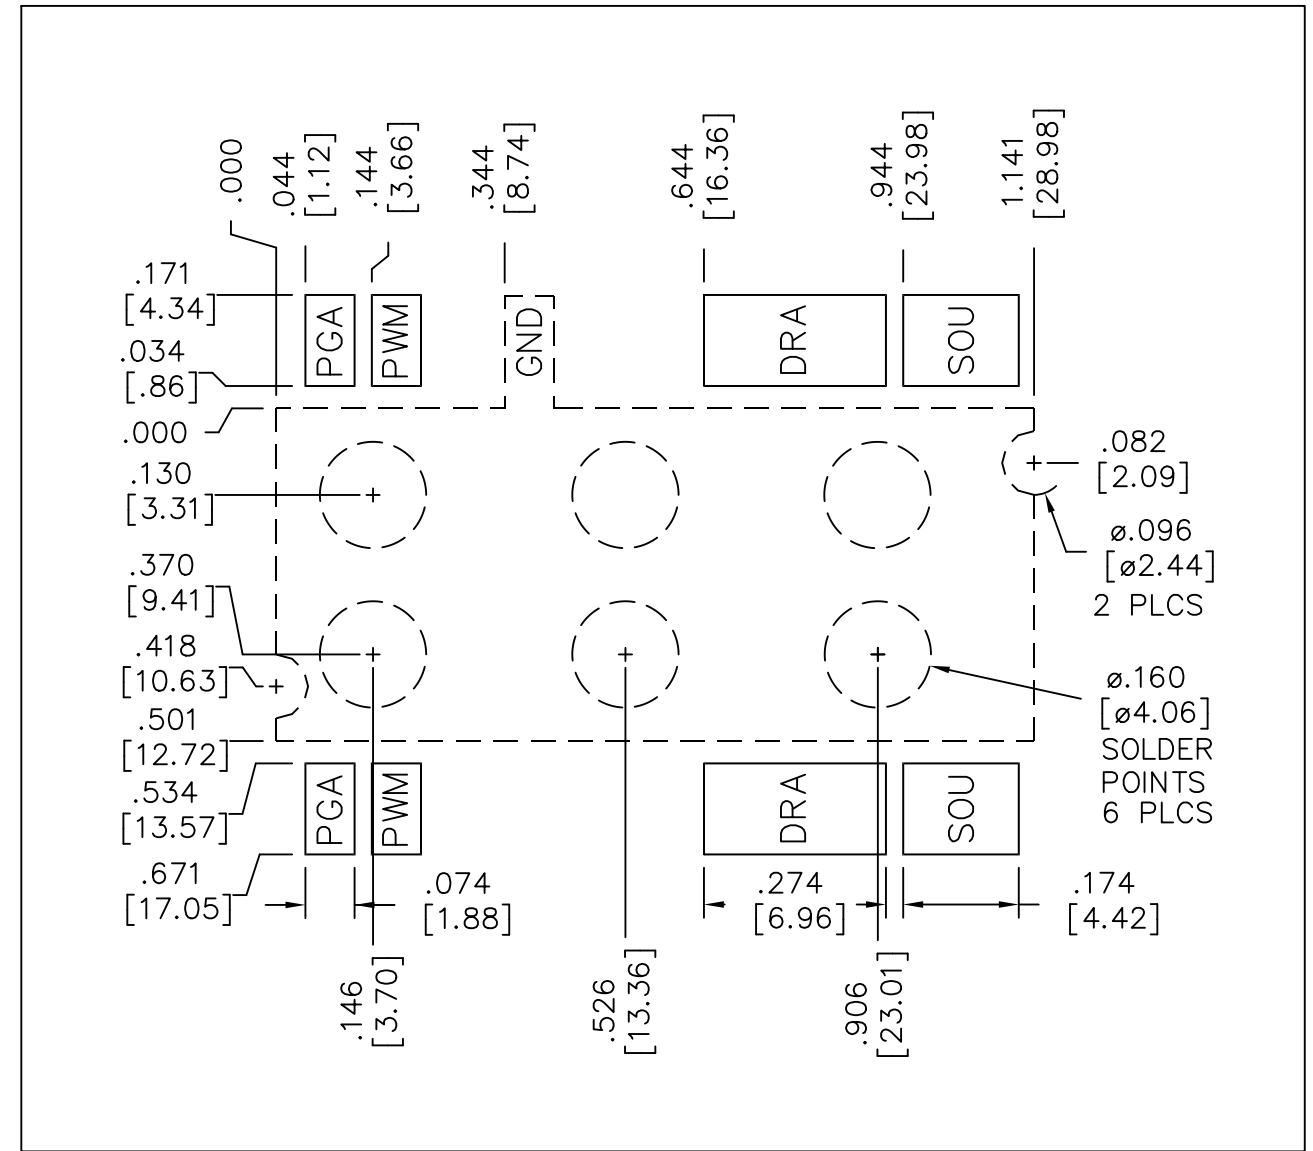 .000
.044
[1.12]
.144
[3.66]
.344
[8.74]
.644
[16.36]
.944
[23.98]
1.141
[28.98]
.171
[4.34]
.034
[.86]
.000
.130
[3.31]
.370
[9.41]
.418
[10.63]
.501
[12.72]
.534
[13.57]
.671
[17.05]
PGA
PWM
GND
DRA
SOU
.082
[2.09]
ø.096
[ø2.44]
2 PLCS
ø.160
[ø4.06]
SOLDER
POINTS
6 PLCS
PGA
PWM
DRA
SOU
.074
[1.88]
.274
[6.96]
.174
[4.42]
.146
[3.70]
.526
[13.36]
.906
[23.01]